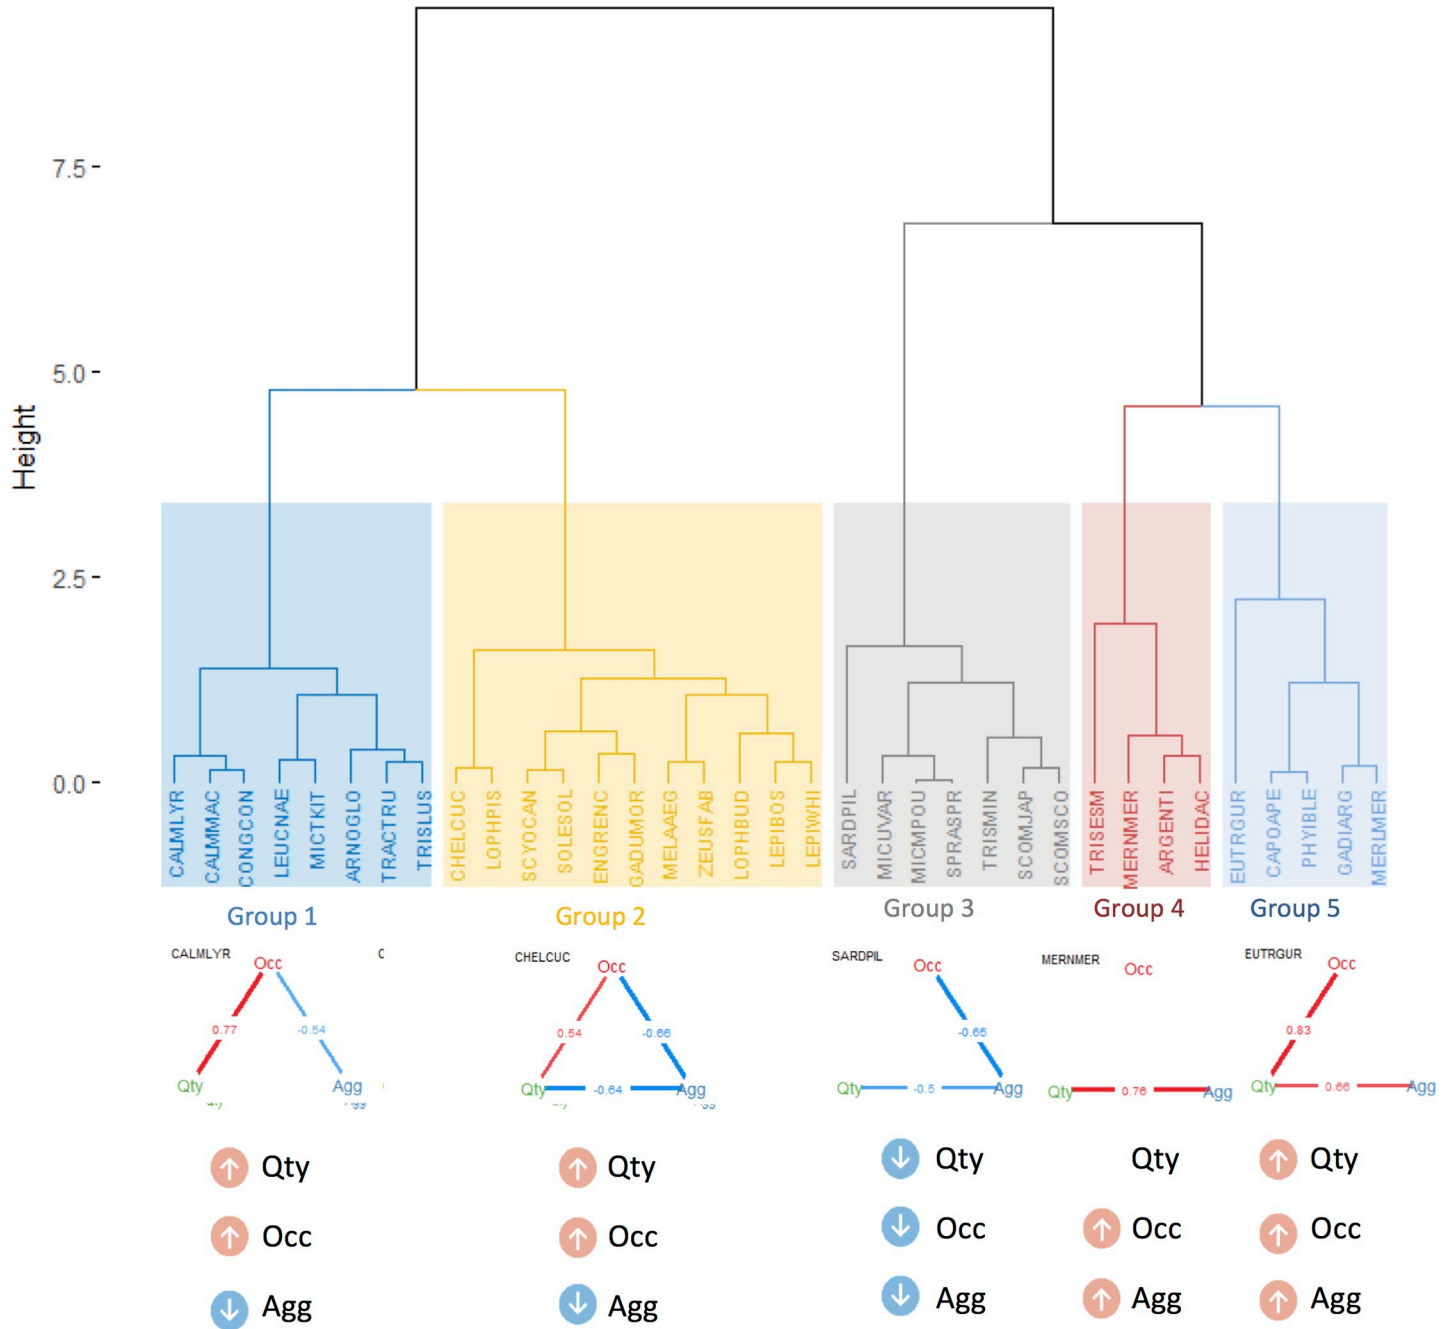 Height
7.5
5.0
2.5
0.0
CALMLYR
CALMMAC
CONGCON
LEUCNAE
MICTKIT
ARNOGLO
TRACTRU
TRISLUS
CHELCUC
LOPHPIS
SCYOCAN
SOLESOL
ENGRENC
GADUMOR
MELAAEG
ZEUSFAB
LOPHBUD
LEPIBOS
LEPIWHI
SARDPIL
MICUVAR
MICMPOU
SPRASPR
TRISMIN
SCOMJAP
SCOMSCO
TRISESM
MERNMER
ARGENTI
HELIDAC
EUTRGUR
CAPOAPE
PHYIBLE
GADIARG
MERLMER
Group 1
Group 2
Group 3
Group 4
Group 5
CALMLYR
Occ
0.77
-0.54
Qty
Agg
CHELCUC
Occ
0.54
-0.66
Qty
-0.64
Agg
SARDPIL
Occ
-0.65
Qty
-0.5
Agg
MERNMER
Occ
Qty
0.76
Agg
EUTRGUR
Occ
0.83
Qty
0.66
Agg
↑ Qty
↑ Occ
↓ Agg
↑ Qty
↑ Occ
↓ Agg
↓ Qty
↓ Occ
↓ Agg
Qty
↑ Occ
↑ Agg
↑ Qty
↑ Occ
↑ Agg